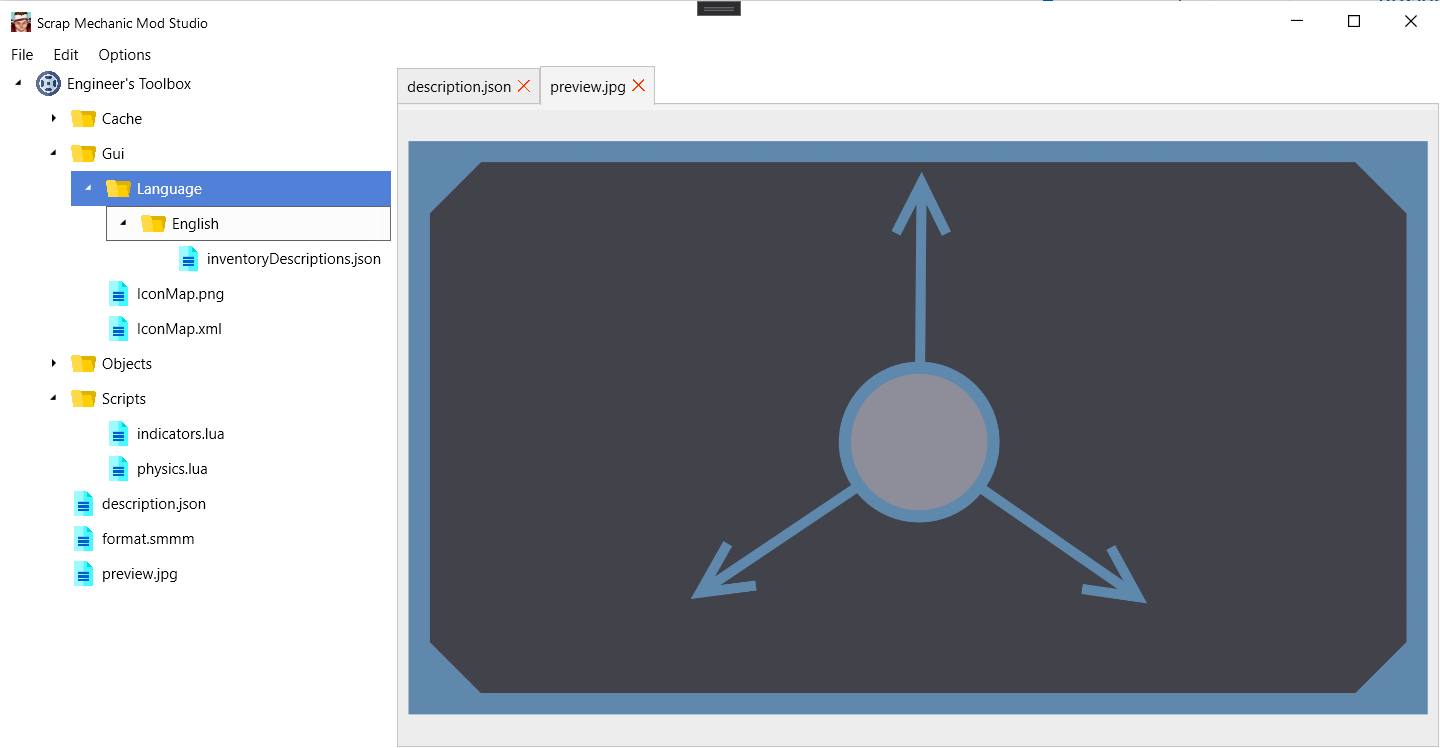 Scrap Mechanic Mod Studio
File Edit Options
Engineer's Toolbox
Cache
Gui
Language
English
inventoryDescriptions.json
IconMap.png
IconMap.xml
Objects
Scripts
indicators.lua
physics.lua
description.json
format.smmm
preview.jpg
description.json preview.jpg